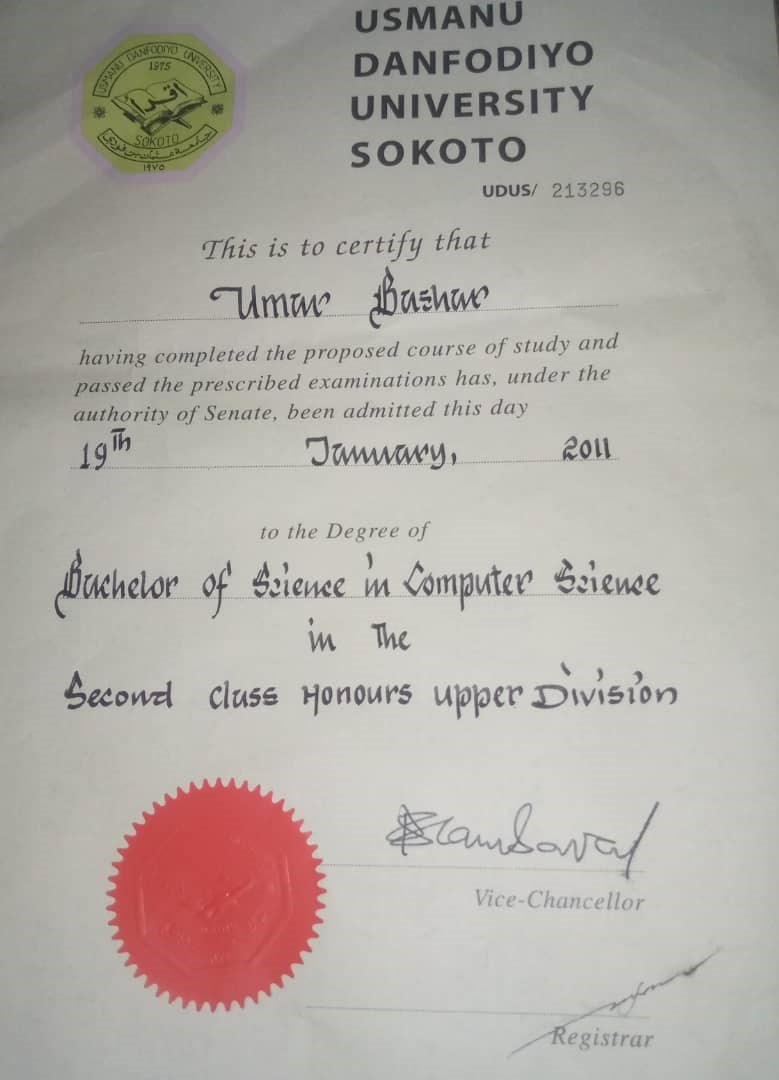 USMANU DANFODIYO UNIVERSITY
1975
اقرأ
SOKOTO
١٩٧٥
USMANU
DANFODIYO
UNIVERSITY
SOKOTO
UDUS/ 213296
This is to certify that
Umar Bashar
having completed the proposed course of study and
passed the prescribed examinations has, under the
authority of Senate, been admitted this day
19Th January, 2011
to the Degree of
Bachelor of Science in Computer Science
in The
Second Class Honours Upper Division
Vice-Chancellor
Registrar